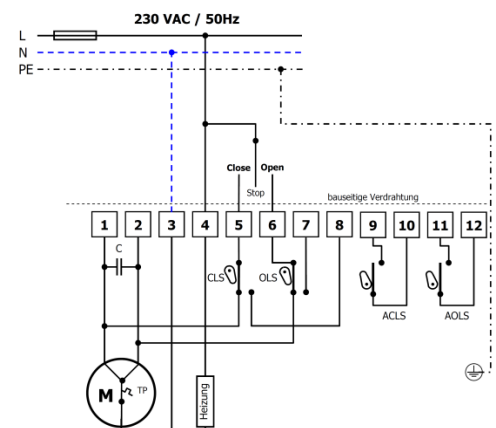 230 VAC / 50Hz
L
N
PE
Close Open
Stop
bauseitige Verdrahtung
1 2 3 4 5 6 7 8 9 10 11 12
C
CLS OLS
ACLS AOLS
M TP
Heizung